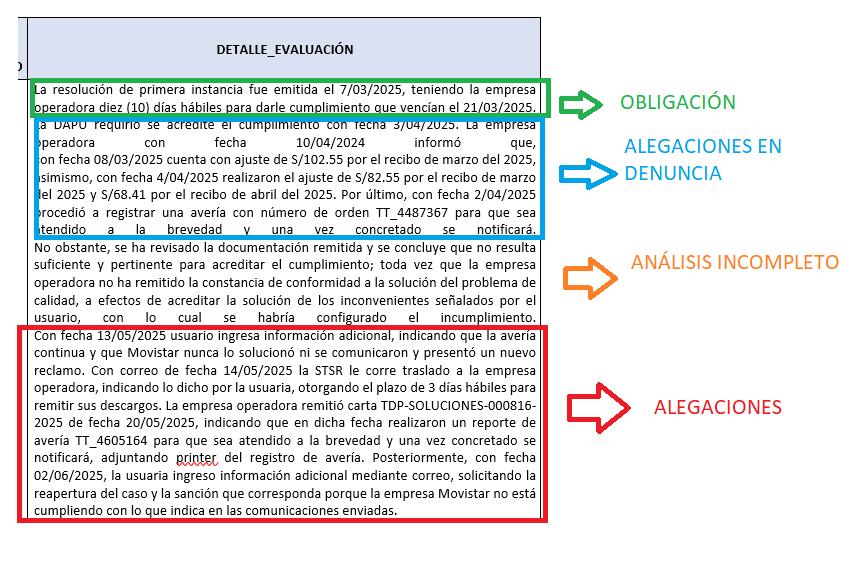 DETALLE_EVALUACIÓN
La resolución de primera instancia fue emitida el 7/03/2025, teniendo la empresa
operadora diez (10) días hábiles para darle cumplimiento que vencían el 21/03/2025.
La DAPU requirió se acredite el cumplimiento con fecha 3/04/2025. La empresa
operadora con fecha 10/04/2024 informó que,
con fecha 08/03/2025 cuenta con ajuste de S/102.55 por el recibo de marzo del 2025,
asimismo, con fecha 4/04/2025 realizaron el ajuste de S/82.55 por el recibo de marzo
del 2025 y S/68.41 por el recibo de abril del 2025. Por último, con fecha 2/04/2025
procedió a registrar una avería con número de orden TT_4487367 para que sea
atendido a la brevedad y una vez concretado se notificará.
No obstante, se ha revisado la documentación remitida y se concluye que no resulta
suficiente y pertinente para acreditar el cumplimiento; toda vez que la empresa
operadora no ha remitido la constancia de conformidad a la solución del problema de
calidad, a efectos de acreditar la solución de los inconvenientes señalados por el
usuario, con lo cual se habría configurado el incumplimiento.
Con fecha 13/05/2025 usuario ingresa información adicional, indicando que la avería
continua y que Movistar nunca lo solucionó ni se comunicaron y presentó un nuevo
reclamo. Con correo de fecha 14/05/2025 la STSR le corre traslado a la empresa
operadora, indicando lo dicho por la usuaria, otorgando el plazo de 3 días hábiles para
remitir sus descargos. La empresa operadora remitió carta TDP-SOLUCIONES-000816-
2025 de fecha 20/05/2025, indicando que en dicha fecha realizaron un reporte de
avería TT_4605164 para que sea atendido a la brevedad y una vez concretado se
notificará, adjuntando printer del registro de avería. Posteriormente, con fecha
02/06/2025, la usuaria ingreso información adicional mediante correo, solicitando la
reapertura del caso y la sanción que corresponda porque la empresa Movistar no está
cumpliendo con lo que indica en las comunicaciones enviadas.
OBLIGACIÓN
ALEGACIONES EN
DENUNCIA
ANÁLISIS INCOMPLETO
ALEGACIONES